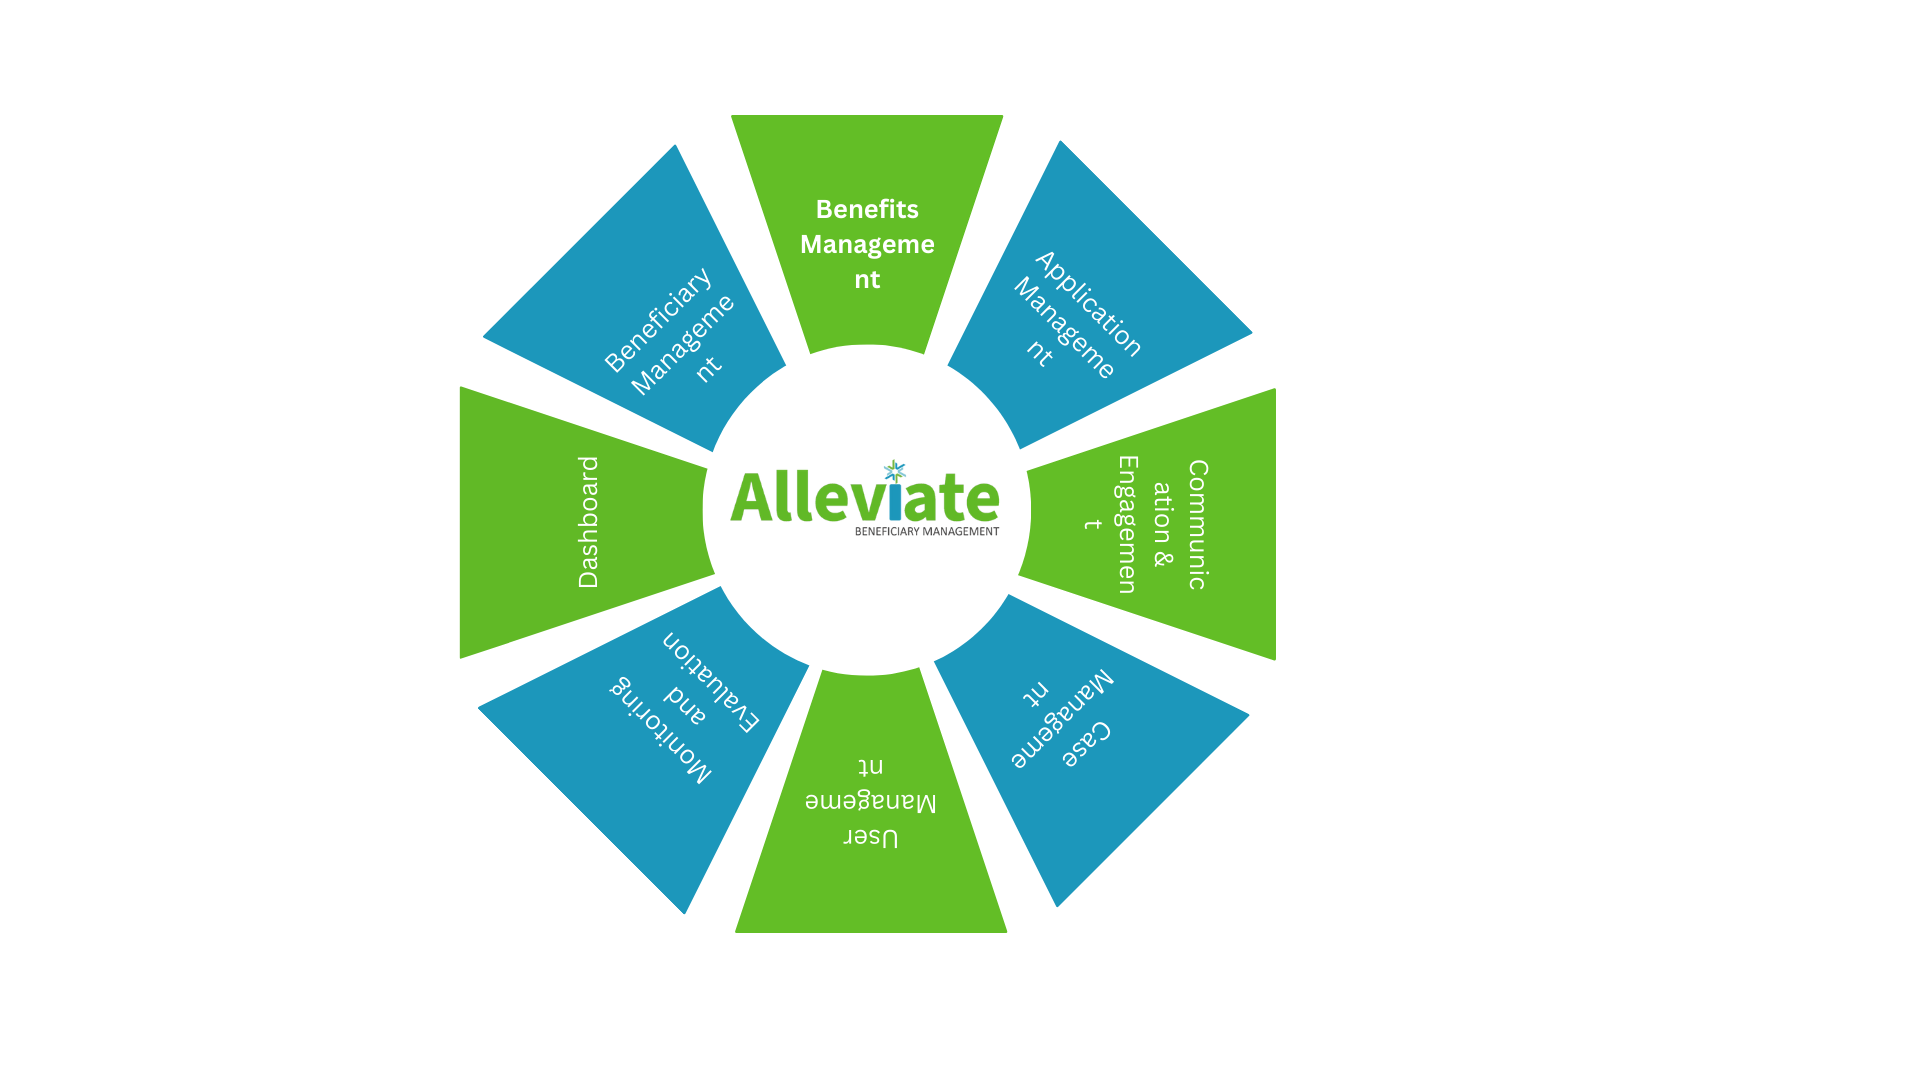 Benefits
Manageme
nt
Application
Manageme
nt
Communic
ation &
Engagemen
t
Case
Manageme
nt
User
Manageme
nt
Monitoring
and
Evaluation
Dashboard
Beneficiary
Manageme
nt
Alleviate
BENEFICIARY MANAGEMENT